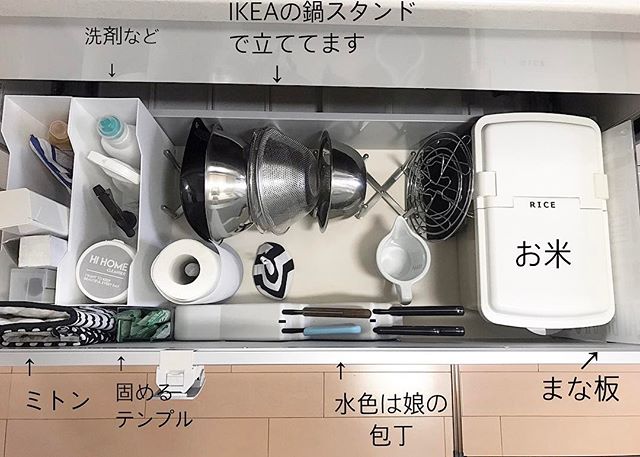 IKEAの鍋スタンド
で立ててます
↓
洗剤など
↓
RICE
RICE
お米
HI HOME
CLEANSER
↑
ミトン
↑
固める
テンプル
↑
水色は娘の
包丁
↗
まな板